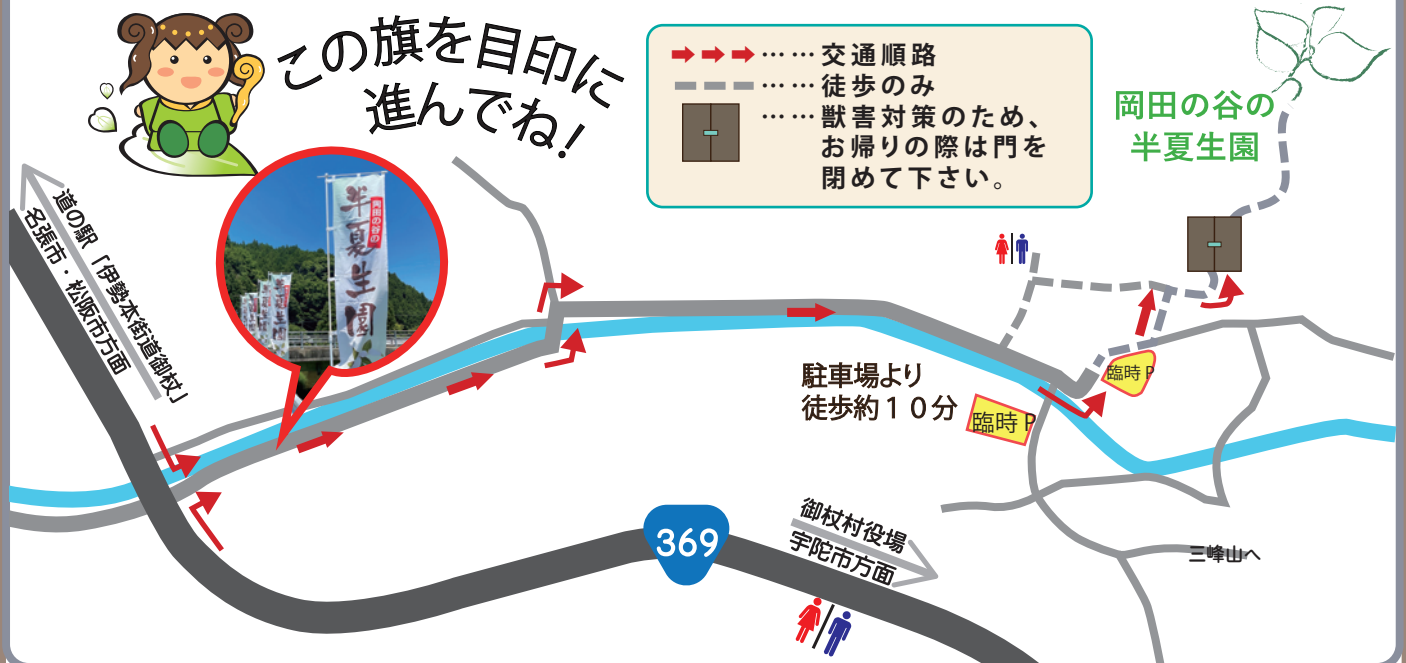 この旗を目印に
進んでね！
…… 交通順路
…… 徒歩のみ
…… 獣害対策のため、
お帰りの際は門を
閉めて下さい。
岡田の谷の
半夏生園
道の駅「伊勢本街道御杖」
名張市・松阪市方面
岡田の谷の
半夏生園
駐車場より
徒歩約１０分
臨時 P
臨時 P
369
御杖村役場
宇陀市方面
三峰山へ